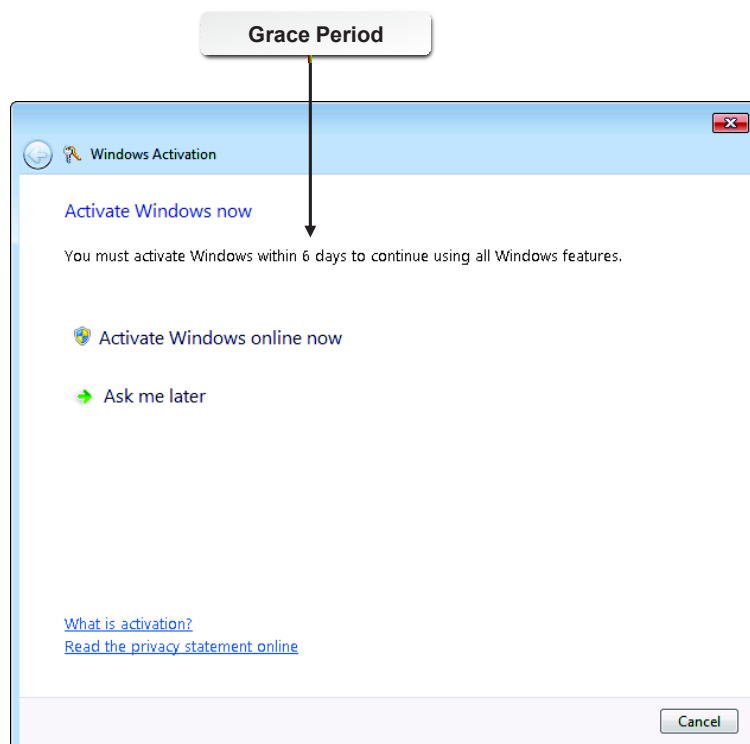 Grace Period
Windows Activation
Activate Windows now
You must activate Windows within 6 days to continue using all Windows features.
Activate Windows online now
Ask me later
What is activation?
Read the privacy statement online
Cancel